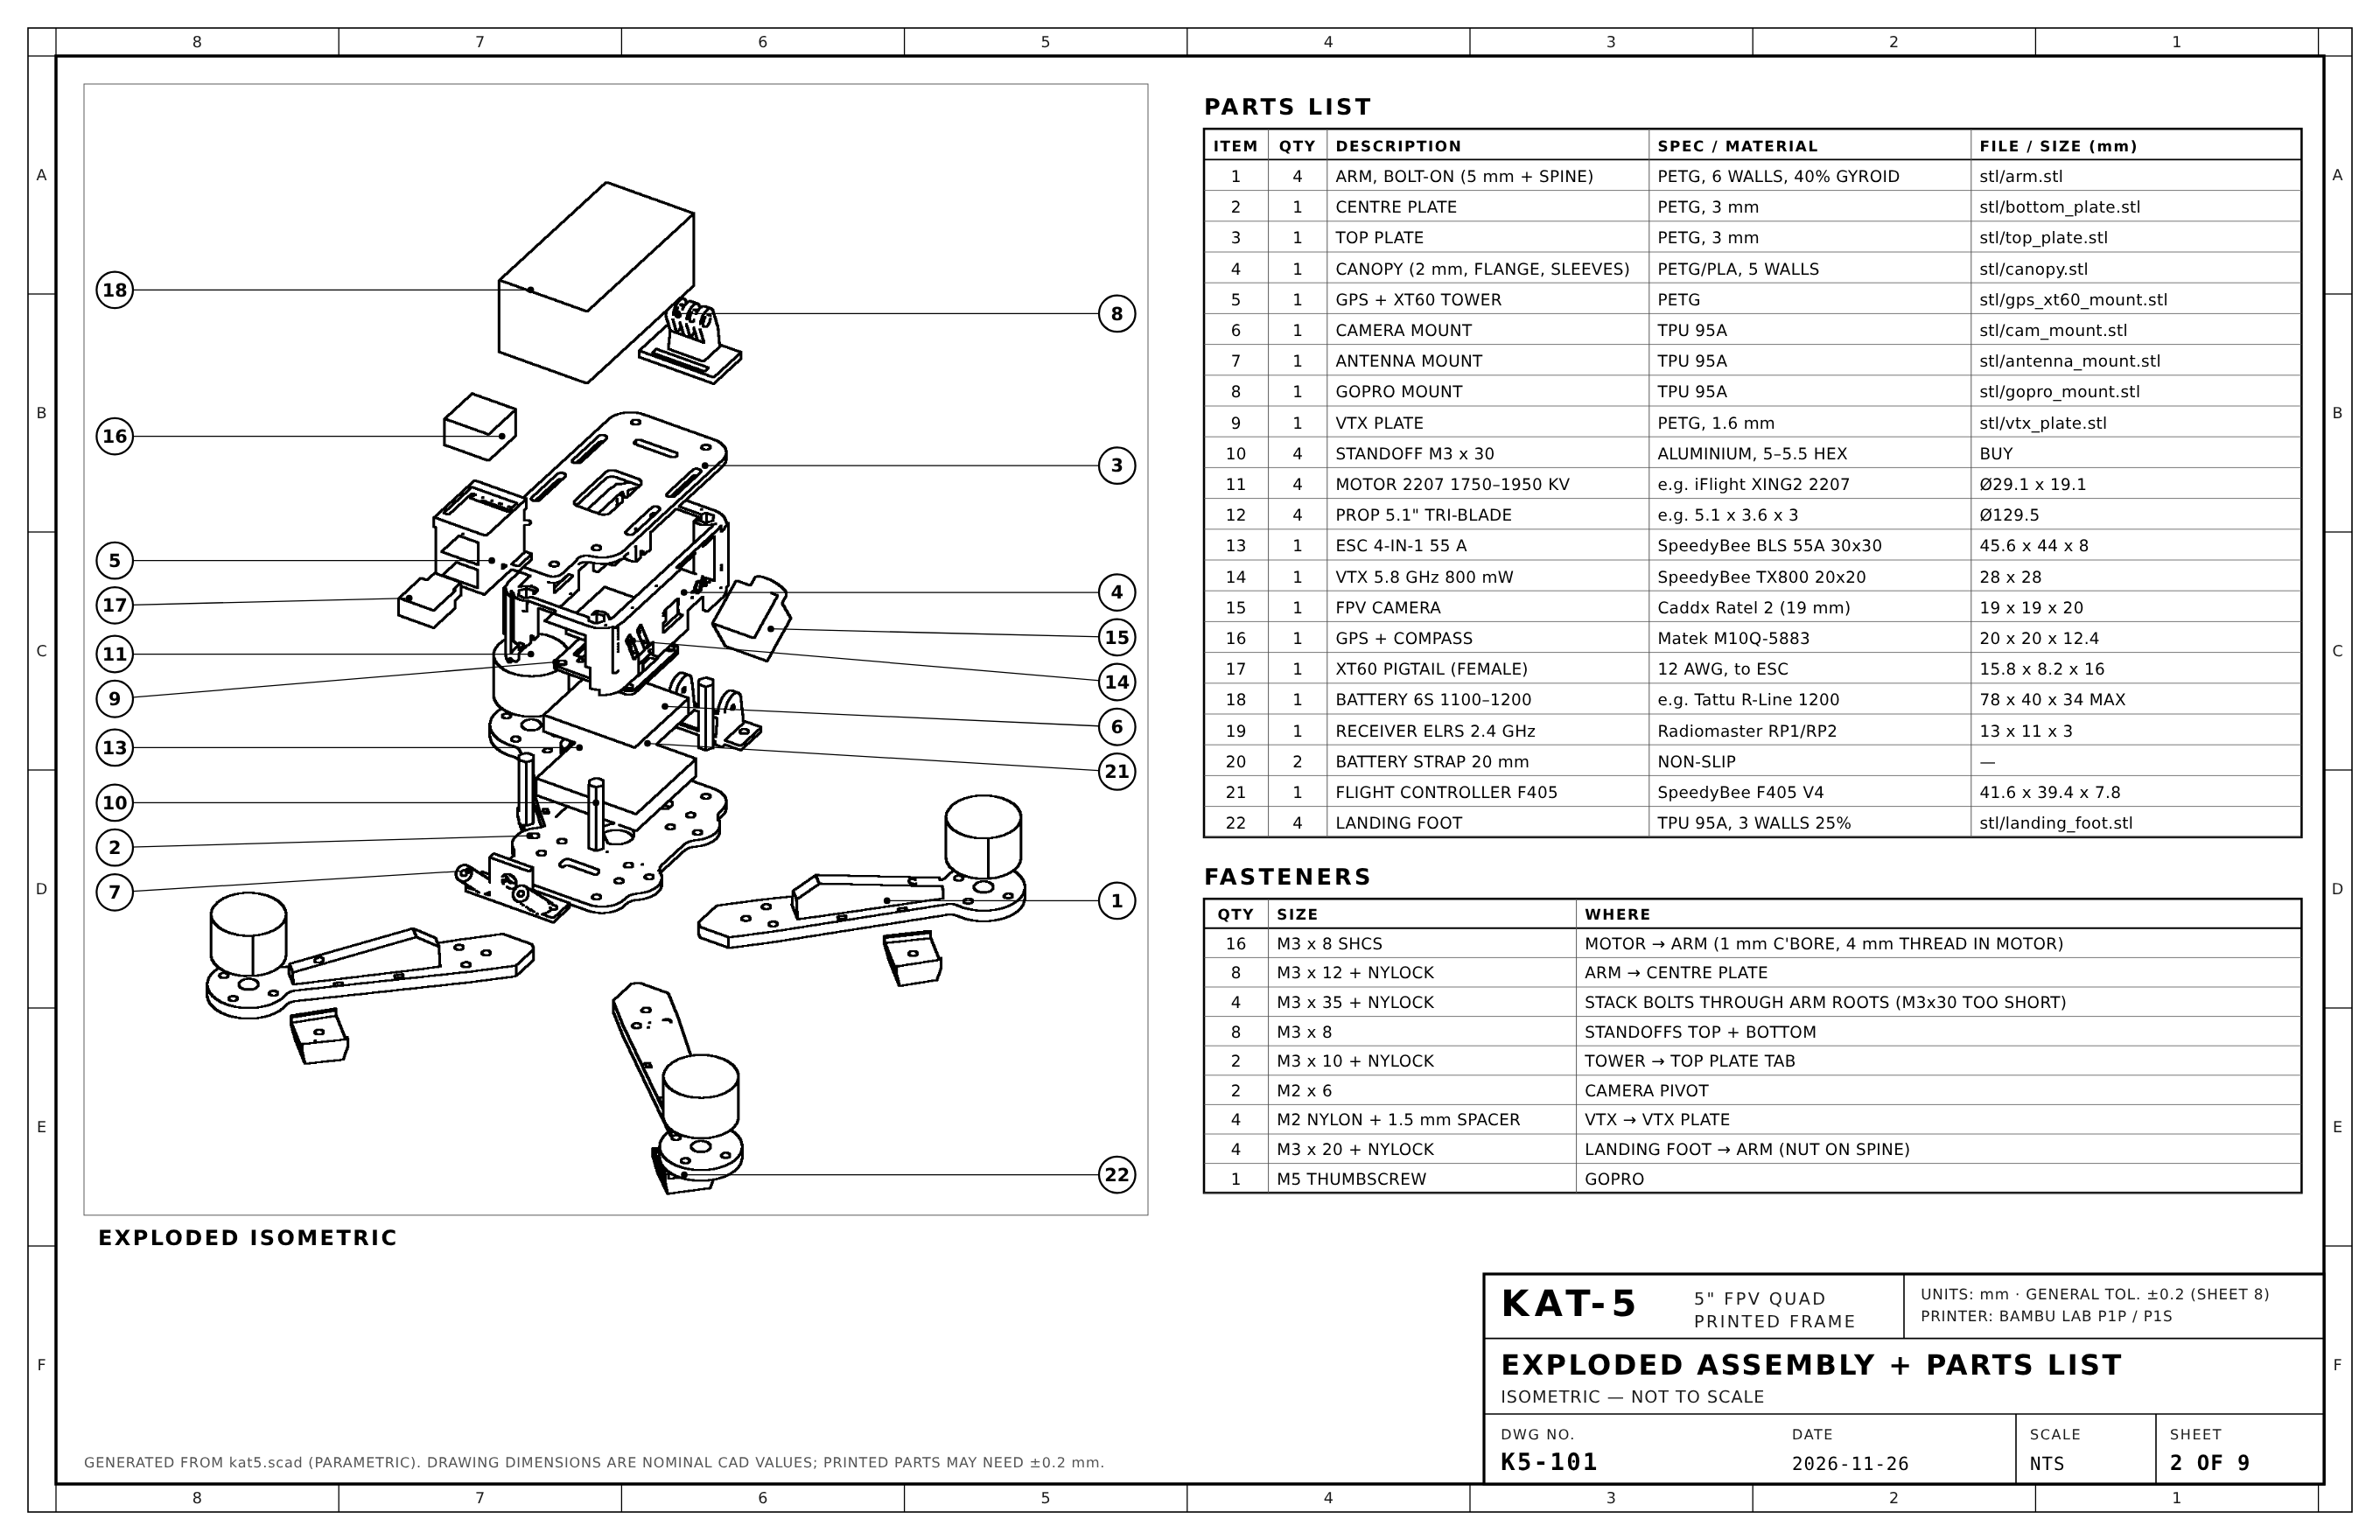 8 7 6 5 4 3 2 1
A
B
C
D
E
F
18
16
5
17
11
9
13
10
2
7
8
3
4
15
14
6
21
1
22
EXPLODED ISOMETRIC
PARTS LIST
ITEM QTY DESCRIPTION SPEC / MATERIAL FILE / SIZE (mm)
1 4 ARM, BOLT-ON (5 mm + SPINE) PETG, 6 WALLS, 40% GYROID stl/arm.stl
2 1 CENTRE PLATE PETG, 3 mm stl/bottom_plate.stl
3 1 TOP PLATE PETG, 3 mm stl/top_plate.stl
4 1 CANOPY (2 mm, FLANGE, SLEEVES) PETG/PLA, 5 WALLS stl/canopy.stl
5 1 GPS + XT60 TOWER PETG stl/gps_xt60_mount.stl
6 1 CAMERA MOUNT TPU 95A stl/cam_mount.stl
7 1 ANTENNA MOUNT TPU 95A stl/antenna_mount.stl
8 1 GOPRO MOUNT TPU 95A stl/gopro_mount.stl
9 1 VTX PLATE PETG, 1.6 mm stl/vtx_plate.stl
10 4 STANDOFF M3 x 30 ALUMINIUM, 5–5.5 HEX BUY
11 4 MOTOR 2207 1750–1950 KV e.g. iFlight XING2 2207 Ø29.1 x 19.1
12 4 PROP 5.1" TRI-BLADE e.g. 5.1 x 3.6 x 3 Ø129.5
13 1 ESC 4-IN-1 55 A SpeedyBee BLS 55A 30x30 45.6 x 44 x 8
14 1 VTX 5.8 GHz 800 mW SpeedyBee TX800 20x20 28 x 28
15 1 FPV CAMERA Caddx Ratel 2 (19 mm) 19 x 19 x 20
16 1 GPS + COMPASS Matek M10Q-5883 20 x 20 x 12.4
17 1 XT60 PIGTAIL (FEMALE) 12 AWG, to ESC 15.8 x 8.2 x 16
18 1 BATTERY 6S 1100–1200 e.g. Tattu R-Line 1200 78 x 40 x 34 MAX
19 1 RECEIVER ELRS 2.4 GHz Radiomaster RP1/RP2 13 x 11 x 3
20 2 BATTERY STRAP 20 mm NON-SLIP —
21 1 FLIGHT CONTROLLER F405 SpeedyBee F405 V4 41.6 x 39.4 x 7.8
22 4 LANDING FOOT TPU 95A, 3 WALLS 25% stl/landing_foot.stl
FASTENERS
QTY SIZE WHERE
16 M3 x 8 SHCS MOTOR → ARM (1 mm C'BORE, 4 mm THREAD IN MOTOR)
8 M3 x 12 + NYLOCK ARM → CENTRE PLATE
4 M3 x 35 + NYLOCK STACK BOLTS THROUGH ARM ROOTS (M3x30 TOO SHORT)
8 M3 x 8 STANDOFFS TOP + BOTTOM
2 M3 x 10 + NYLOCK TOWER → TOP PLATE TAB
2 M2 x 6 CAMERA PIVOT
4 M2 NYLON + 1.5 mm SPACER VTX → VTX PLATE
4 M3 x 20 + NYLOCK LANDING FOOT → ARM (NUT ON SPINE)
1 M5 THUMBSCREW GOPRO
A
B
C
D
E
F
KAT-5
5" FPV QUAD
PRINTED FRAME
UNITS: mm · GENERAL TOL. ±0.2 (SHEET 8)
PRINTER: BAMBU LAB P1P / P1S
EXPLODED ASSEMBLY + PARTS LIST
ISOMETRIC — NOT TO SCALE
DWG NO. DATE SCALE SHEET
K5-101 2026-11-26 NTS 2 OF 9
GENERATED FROM kat5.scad (PARAMETRIC). DRAWING DIMENSIONS ARE NOMINAL CAD VALUES; PRINTED PARTS MAY NEED ±0.2 mm.
8 7 6 5 4 3 2 1